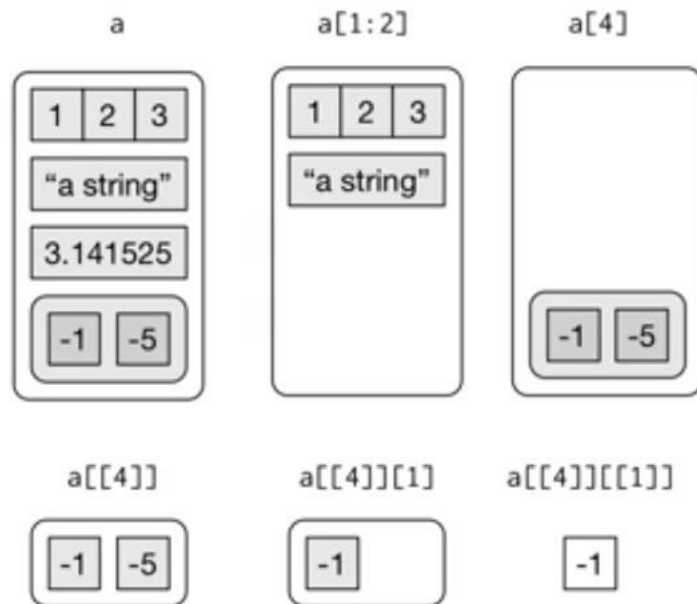 a a[1:2] a[4]
1 2 3 1 2 3
“a string” “a string”
3.141525
-1 -5 -1 -5
a[[4]] a[[4]][1] a[[4]][[1]]
-1 -5 -1 -1